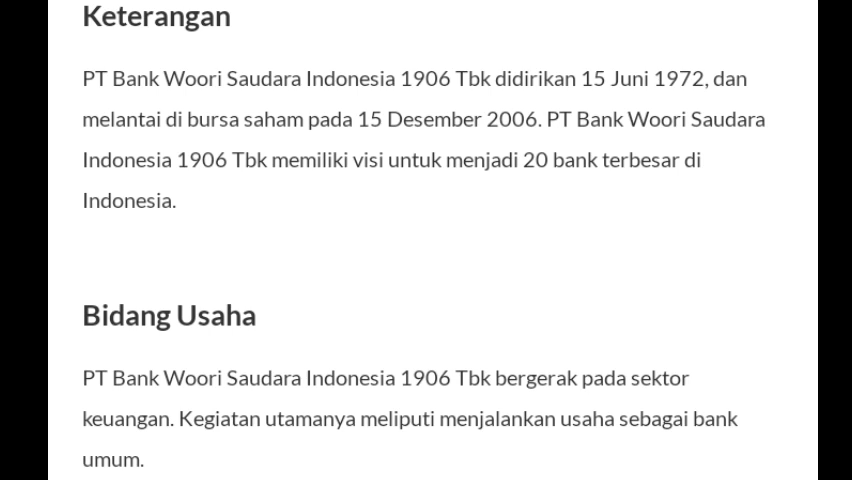 Keterangan
PT Bank Woori Saudara Indonesia 1906 Tbk didirikan 15 Juni 1972, dan
melantai di bursa saham pada 15 Desember 2006. PT Bank Woori Saudara
Indonesia 1906 Tbk memiliki visi untuk menjadi 20 bank terbesar di
Indonesia.
Bidang Usaha
PT Bank Woori Saudara Indonesia 1906 Tbk bergerak pada sektor
keuangan. Kegiatan utamanya meliputi menjalankan usaha sebagai bank
umum.